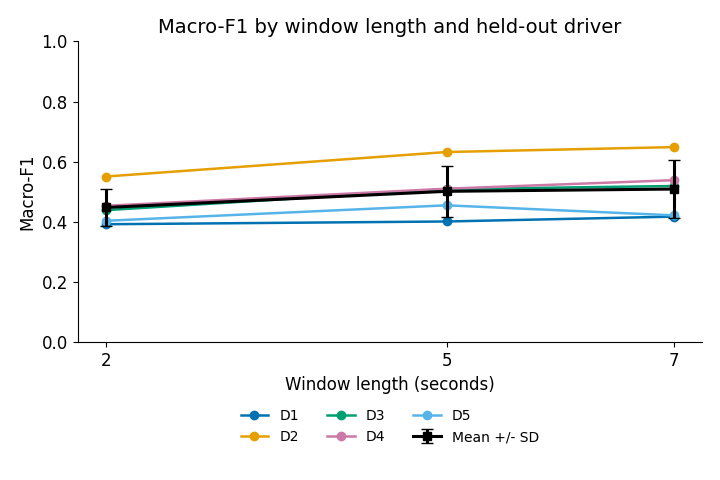 Macro-F1 by window length and held-out driver
1.0
0.8
0.6
0.4
0.2
0.0
Macro-F1
2 5 7
Window length (seconds)
D1 D3 D5
D2 D4 Mean +/- SD